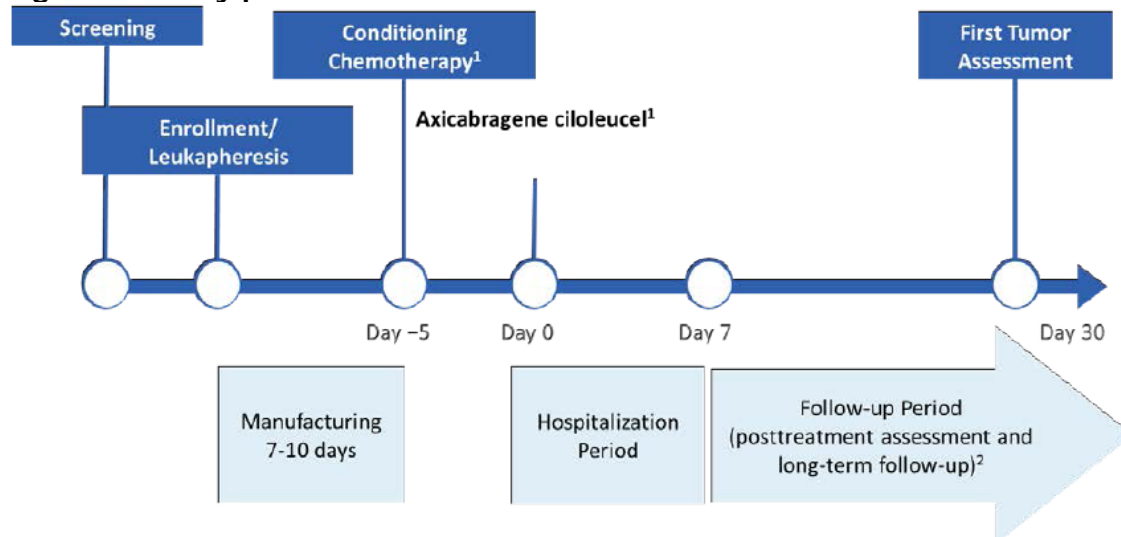 Screening
Conditioning
Chemotherapy¹
First Tumor
Assessment
Axicabragene ciloleucel¹
Enrollment/
Leukapheresis
Day −5
Day 0
Day 7
Day 30
Manufacturing
7-10 days
Hospitalization
Period
Follow-up Period
(posttreatment assessment and
long-term follow-up)²